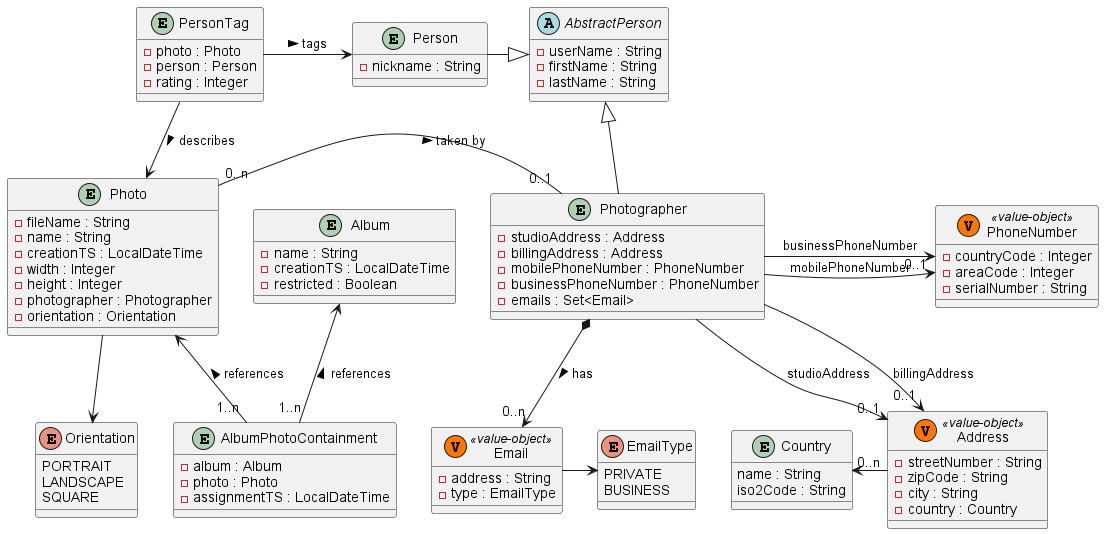 E PersonTag
photo : Photo
person : Person
rating : Integer
tags
E Person
nickname : String
A AbstractPerson
userName : String
firstName : String
lastName : String
describes
taken by
0..n
0..1
E Photo
fileName : String
name : String
creationTS : LocalDateTime
width : Integer
height : Integer
photographer : Photographer
orientation : Orientation
E Album
name : String
creationTS : LocalDateTime
restricted : Boolean
E Photographer
studioAddress : Address
billingAddress : Address
mobilePhoneNumber : PhoneNumber
businessPhoneNumber : PhoneNumber
emails : Set<Email>
businessPhoneNumber
0..1
mobilePhoneNumber
V «value-object»
PhoneNumber
countryCode : Integer
areaCode : Integer
serialNumber : String
references
1..n
references
1..n
has
0..n
studioAddress
0..1
billingAddress
0..1
E Orientation
PORTRAIT
LANDSCAPE
SQUARE
E AlbumPhotoContainment
album : Album
photo : Photo
assignmentTS : LocalDateTime
V «value-object»
Email
address : String
type : EmailType
E EmailType
PRIVATE
BUSINESS
E Country
name : String
iso2Code : String
0..n
V «value-object»
Address
streetNumber : String
zipCode : String
city : String
country : Country